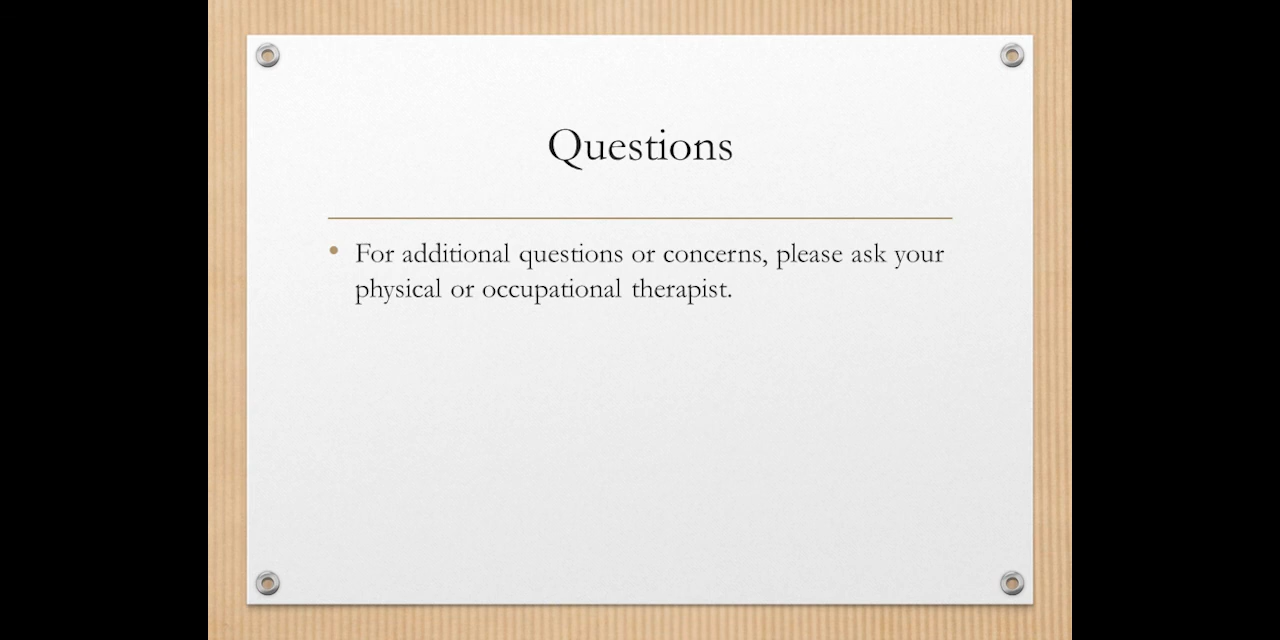 Questions
• For additional questions or concerns, please ask your
physical or occupational therapist.